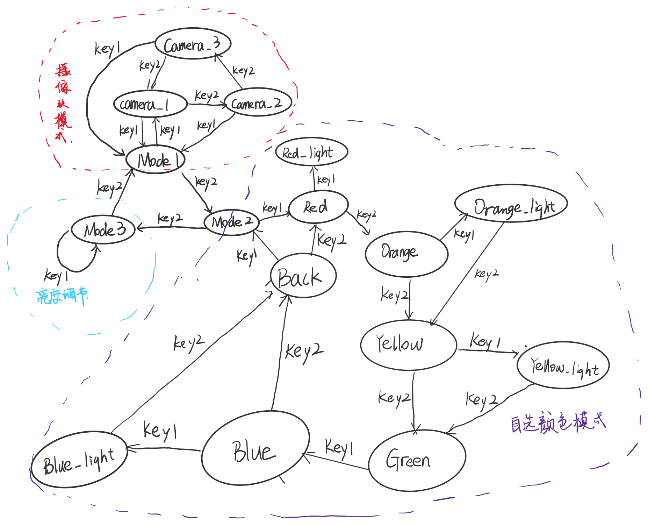 Key1
Camera_3
Key2
Key2
摄像头模式
camera_1
Key2
Camera_2
Key1
Key1
Key1
Mode1
Red_light
Key2
Key2
Key1
Mode3
Key2
Mode2
Key1
Red
Key2
Orange_light
Key1
Key1
Key2
Orange
Key1
亮度调节
Back
Key2
Key2
Key2
Key2
Yellow
Key1
Yellow_light
Key2
Key2
自选颜色模式
Key1
Blue_light
Blue
Key1
Green